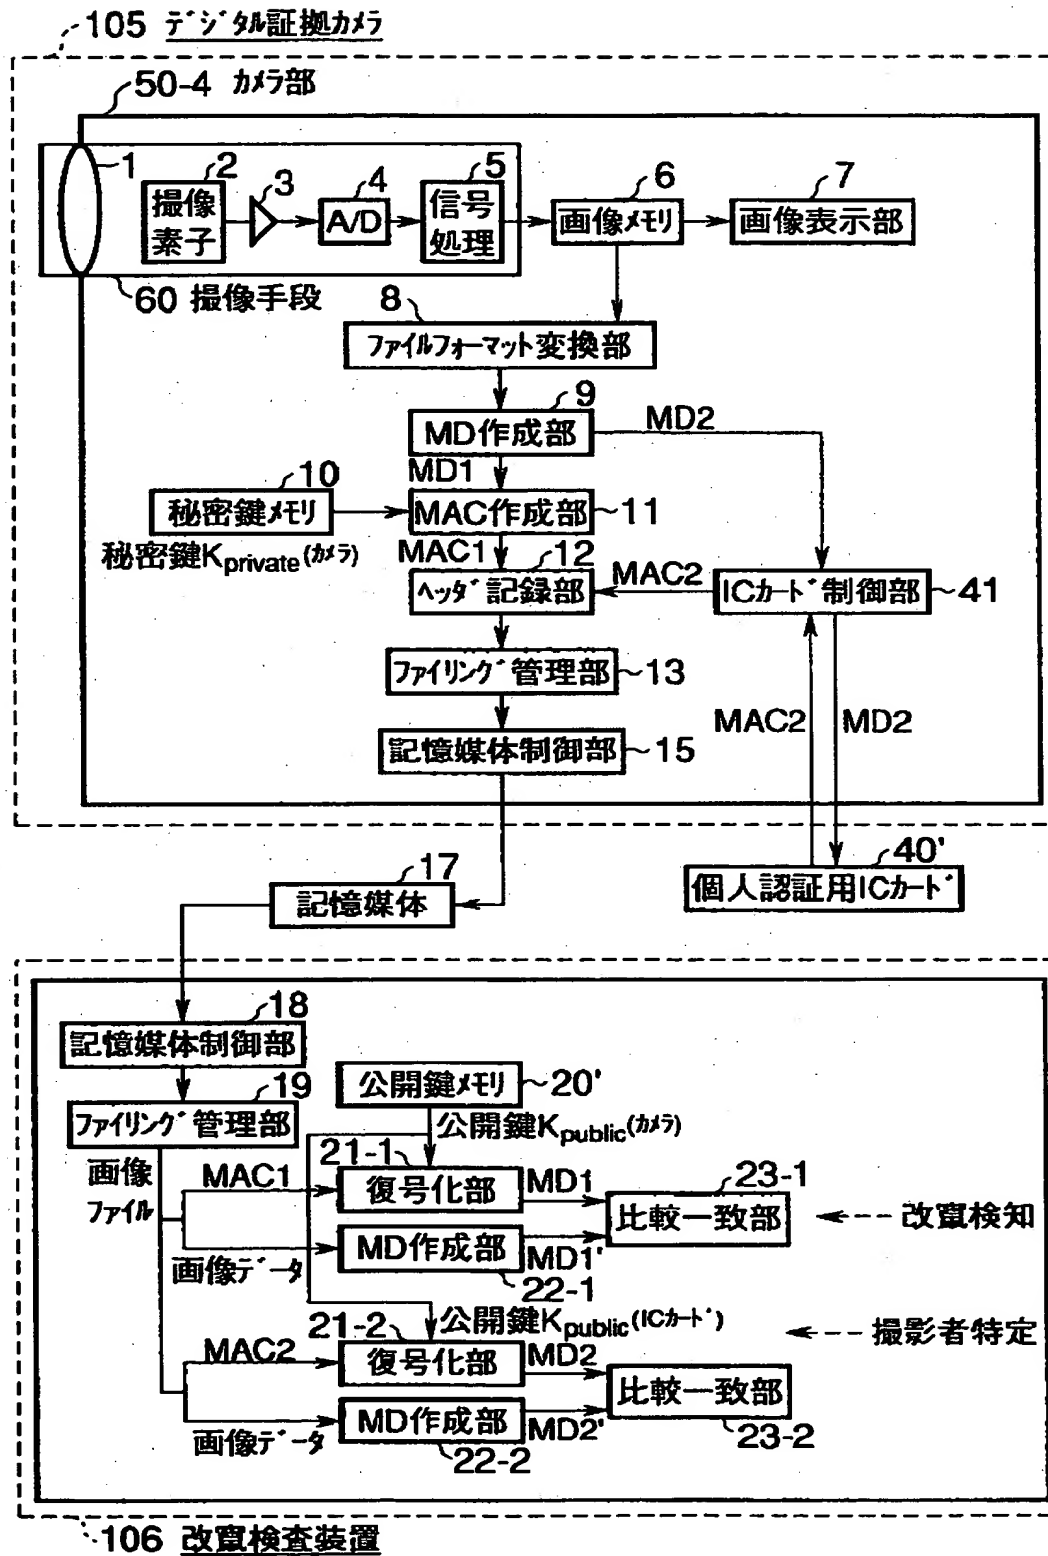 105 デジタル証拠カメラ
50-4 カメラ部
1
2
3
4
5
6
7
撮像
素子
A/D
信号
処理
画像メモリ
画像表示部
60 撮像手段
8
ファイルフォーマット変換部
9
MD作成部
MD2
MD1
10
秘密鍵メモリ
MAC作成部
11
秘密鍵Kprivate(カメラ)
MAC1
12
ヘッダ記録部
MAC2
ICカード制御部
41
ファイリング管理部
13
MAC2
MD2
記憶媒体制御部
15
17
記憶媒体
40'
個人認証用ICカード
18
記憶媒体制御部
19
ファイリング管理部
公開鍵メモリ
20'
公開鍵Kpublic(カメラ)
画像
ファイル
MAC1
21-1
復号化部
MD1
23-1
比較一致部
改竄検知
画像データ
MD作成部
MD1'
22-1
公開鍵Kpublic(ICカード)
撮影者特定
MAC2
21-2
復号化部
MD2
比較一致部
画像データ
MD作成部
MD2'
23-2
22-2
106 改竄検査装置